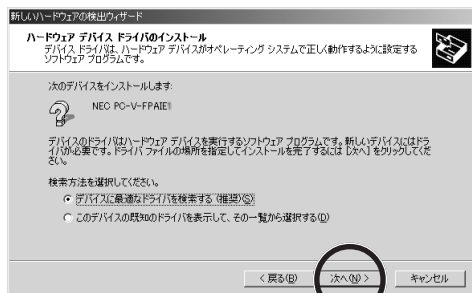 新しいハードウェアの検出ウィザード
ハードウェア デバイス ドライバのインストール
デバイス ドライバは、ハードウェア デバイスがオペレーティング システムで正しく動作するように設定する
ソフトウェア プログラムです。
次のデバイスをインストールします:
NEC PC-V-FPAIE
デバイスのドライバはハードウェア デバイスを実行するソフトウェア プログラムです。新しいデバイスにはドラ
イバが必要です。ドライバ ファイルの場所を指定してインストールを完了するには [次へ] をクリックしてくだ
さい。
検索方法を選択してください。
デバイスに最適なドライバを検索する (推奨)(S)
このデバイスの既知のドライバを表示して、その一覧から選択する(D)
< 戻る(B)
次へ(N) >
キャンセル